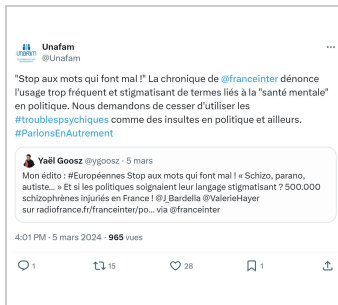 Unafam
@Unafam
"Stop aux mots qui font mal !" La chronique de @franceinter dénonce
l'usage trop fréquent et stigmatisant de termes liés à la "santé mentale"
en politique. Nous demandons de cesser d'utiliser les
#troublespsychiques comme des insultes en politique et ailleurs.
#ParlonsEnAutrement
Yaël Goosz @ygoosz · 5 mars
Mon édito : #Européennes Stop aux mots qui font mal ! « Schizo, parano,
autiste... » Et si les politiques soignaient leur langage stigmatisant ? 500.000
schizophrènes injuriés en France ! @J_Bardella @ValerieHayer
sur radiofrance.fr/franceinter/po... via @franceinter
4:01 PM · 5 mars 2024 · 965 vues
1 15 28 1